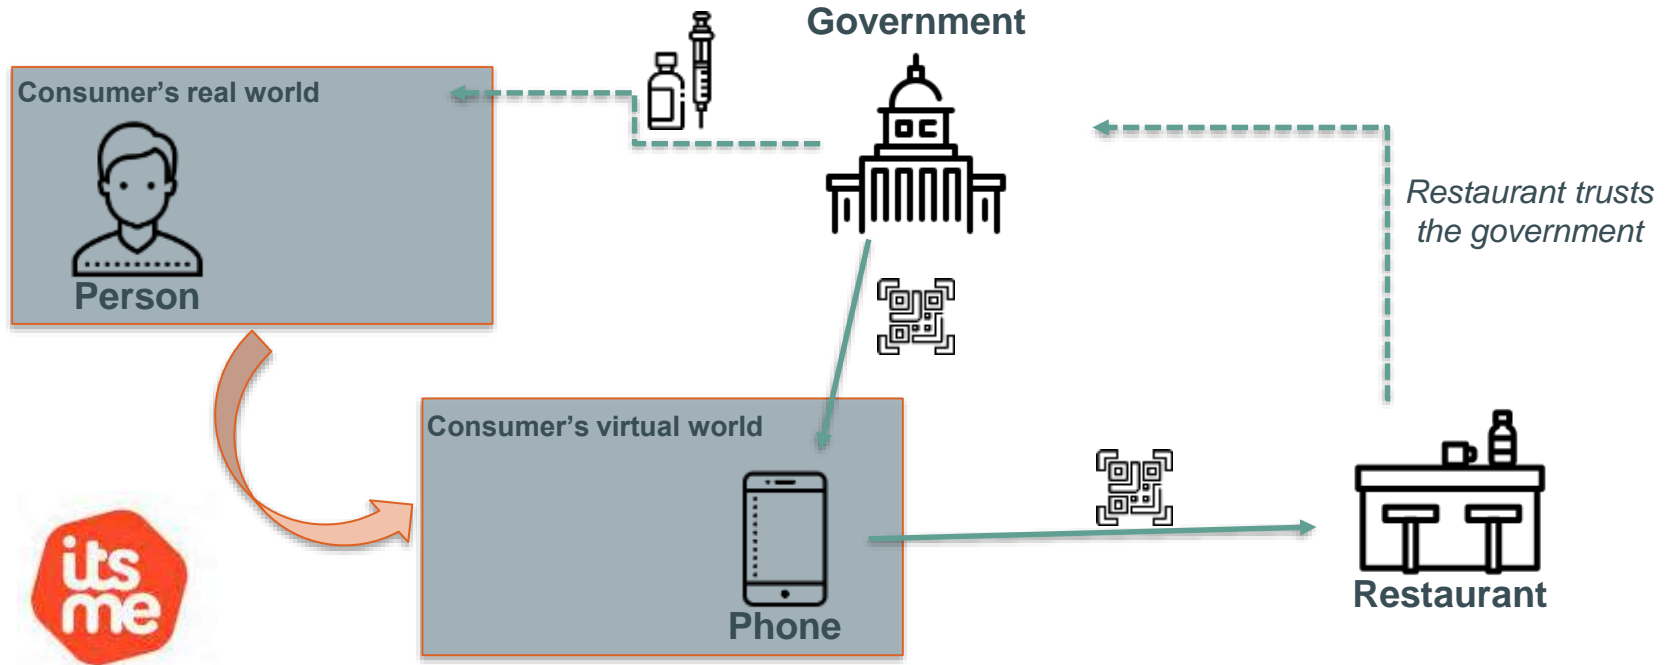 Government
Consumer’s real world
Person
Restaurant trusts
the government
Consumer’s virtual world
Phone
Restaurant
its
me